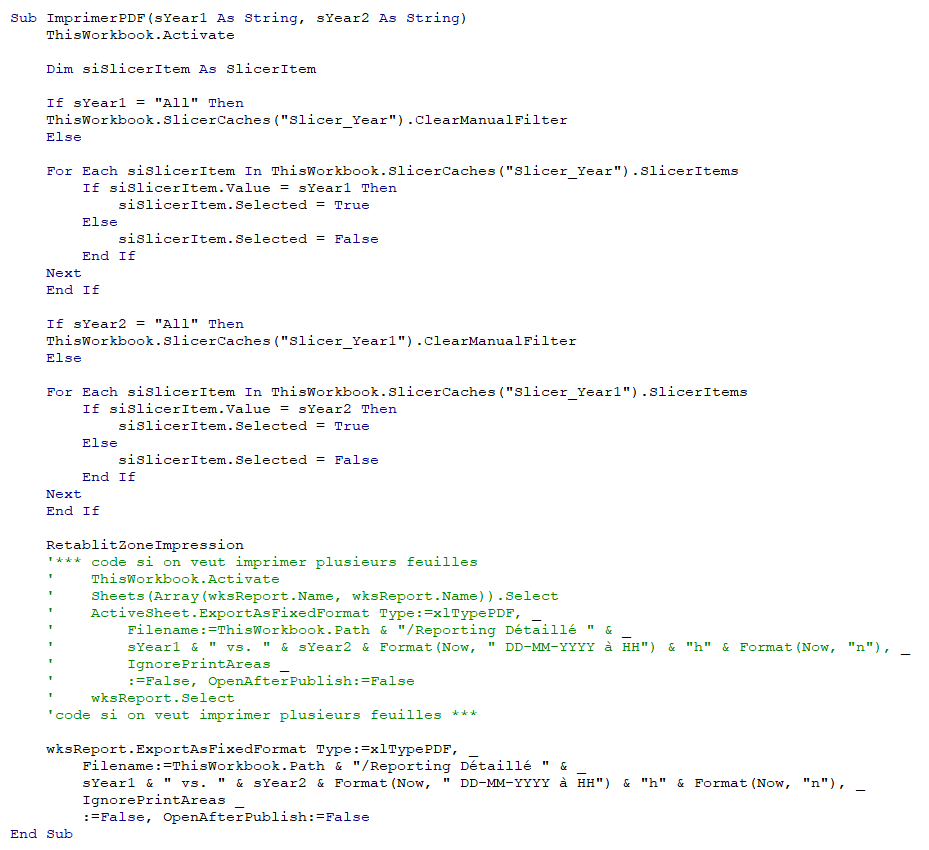 Sub ImprimerPDF(sYear1 As String, sYear2 As String)
    ThisWorkbook.Activate

    Dim siSlicerItem As SlicerItem

    If sYear1 = "All" Then
    ThisWorkbook.SlicerCaches("Slicer_Year").ClearManualFilter
    Else

    For Each siSlicerItem In ThisWorkbook.SlicerCaches("Slicer_Year").SlicerItems
        If siSlicerItem.Value = sYear1 Then
            siSlicerItem.Selected = True
        Else
            siSlicerItem.Selected = False
        End If
    Next
    End If

    If sYear2 = "All" Then
    ThisWorkbook.SlicerCaches("Slicer_Year1").ClearManualFilter
    Else

    For Each siSlicerItem In ThisWorkbook.SlicerCaches("Slicer_Year1").SlicerItems
        If siSlicerItem.Value = sYear2 Then
            siSlicerItem.Selected = True
        Else
            siSlicerItem.Selected = False
        End If
    Next
    End If

    RetablitZoneImpression
    '*** code si on veut imprimer plusieurs feuilles
    '    ThisWorkbook.Activate
    '    Sheets(Array(wksReport.Name, wksReport.Name)).Select
    '    ActiveSheet.ExportAsFixedFormat Type:=xlTypePDF, _
    '        Filename:=ThisWorkbook.Path & "/Reporting Détaillé " & _
    '        sYear1 & " vs. " & sYear2 & Format(Now, " DD-MM-YYYY à HH") & "h" & Format(Now, "n"), _
    '        IgnorePrintAreas _
    '        :=False, OpenAfterPublish:=False
    '    wksReport.Select
    'code si on veut imprimer plusieurs feuilles ***

    wksReport.ExportAsFixedFormat Type:=xlTypePDF, _
        Filename:=ThisWorkbook.Path & "/Reporting Détaillé " & _
        sYear1 & " vs. " & sYear2 & Format(Now, " DD-MM-YYYY à HH") & "h" & Format(Now, "n"), _
        IgnorePrintAreas _
        :=False, OpenAfterPublish:=False
End Sub